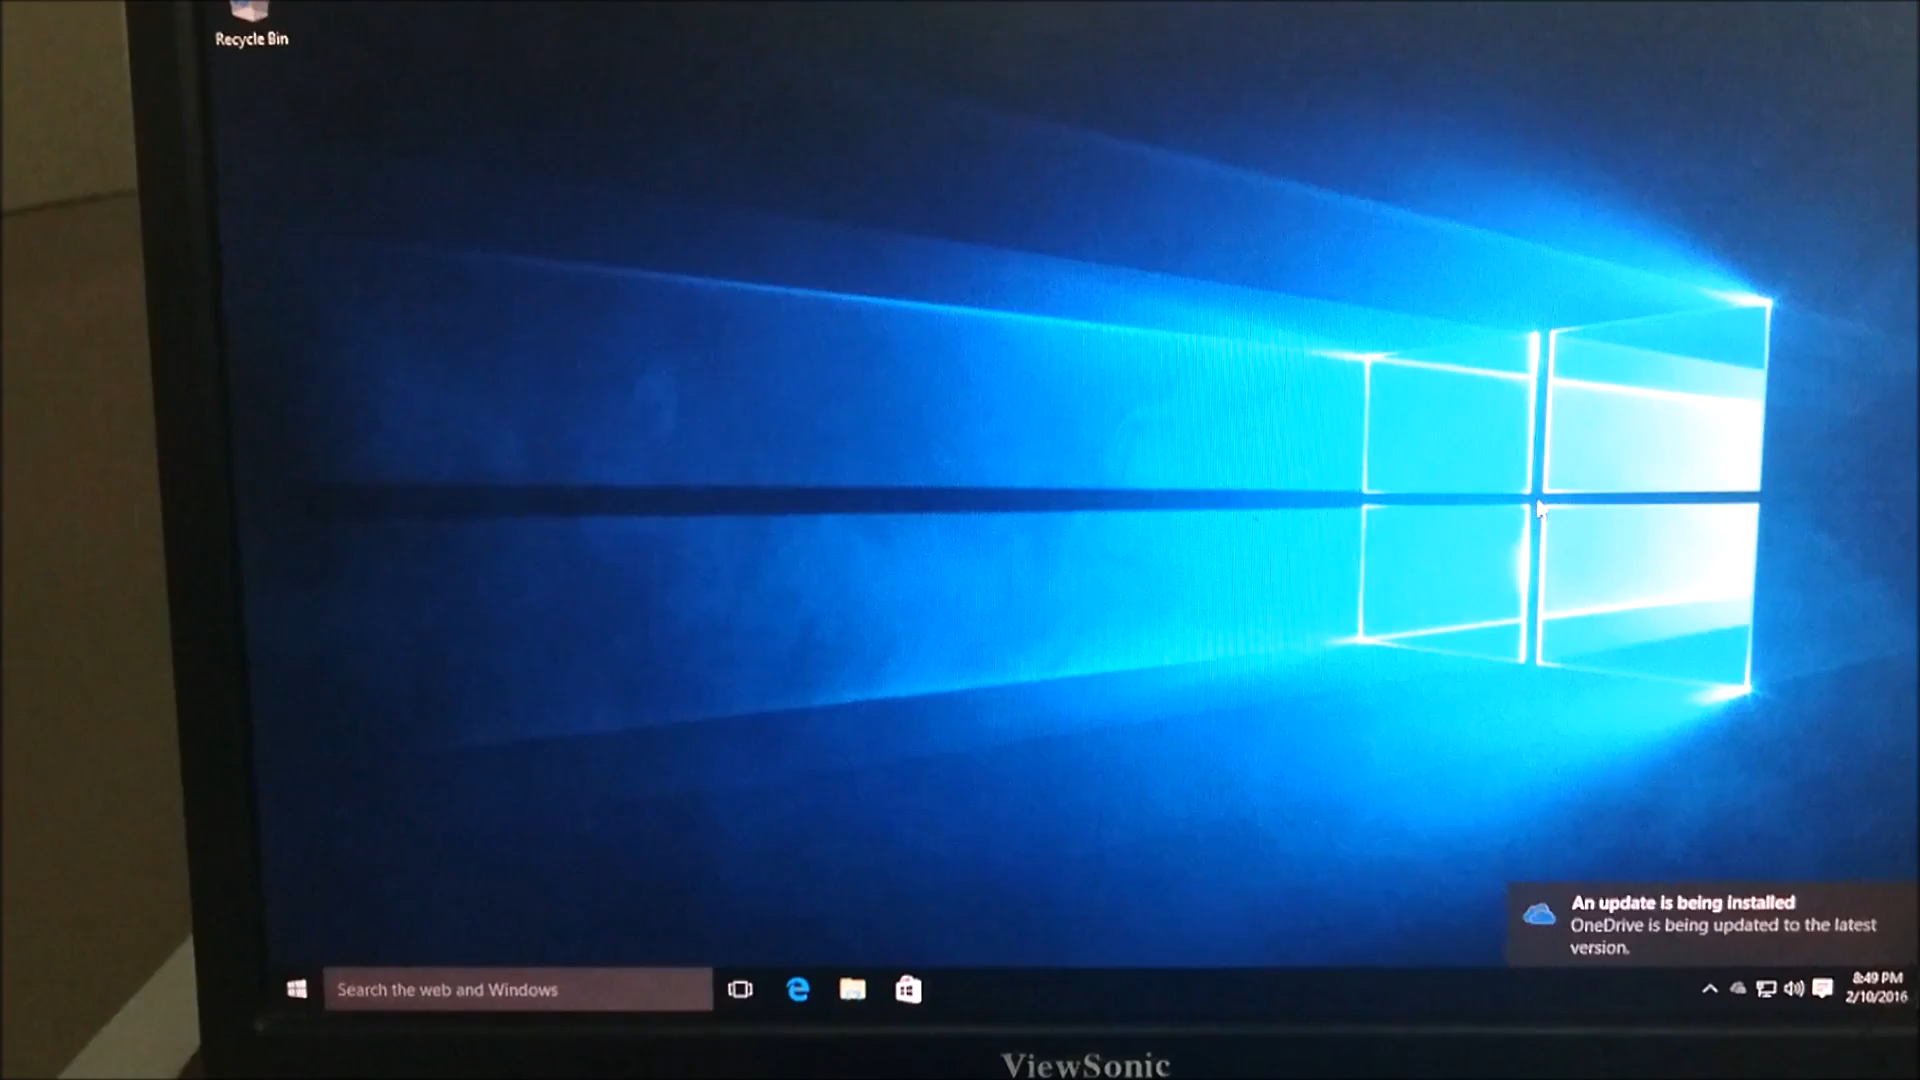 Recycle Bin
An update is being installed
OneDrive is being updated to the latest
version.
Search the web and Windows
8:49 PM
2/10/2016
ViewSonic